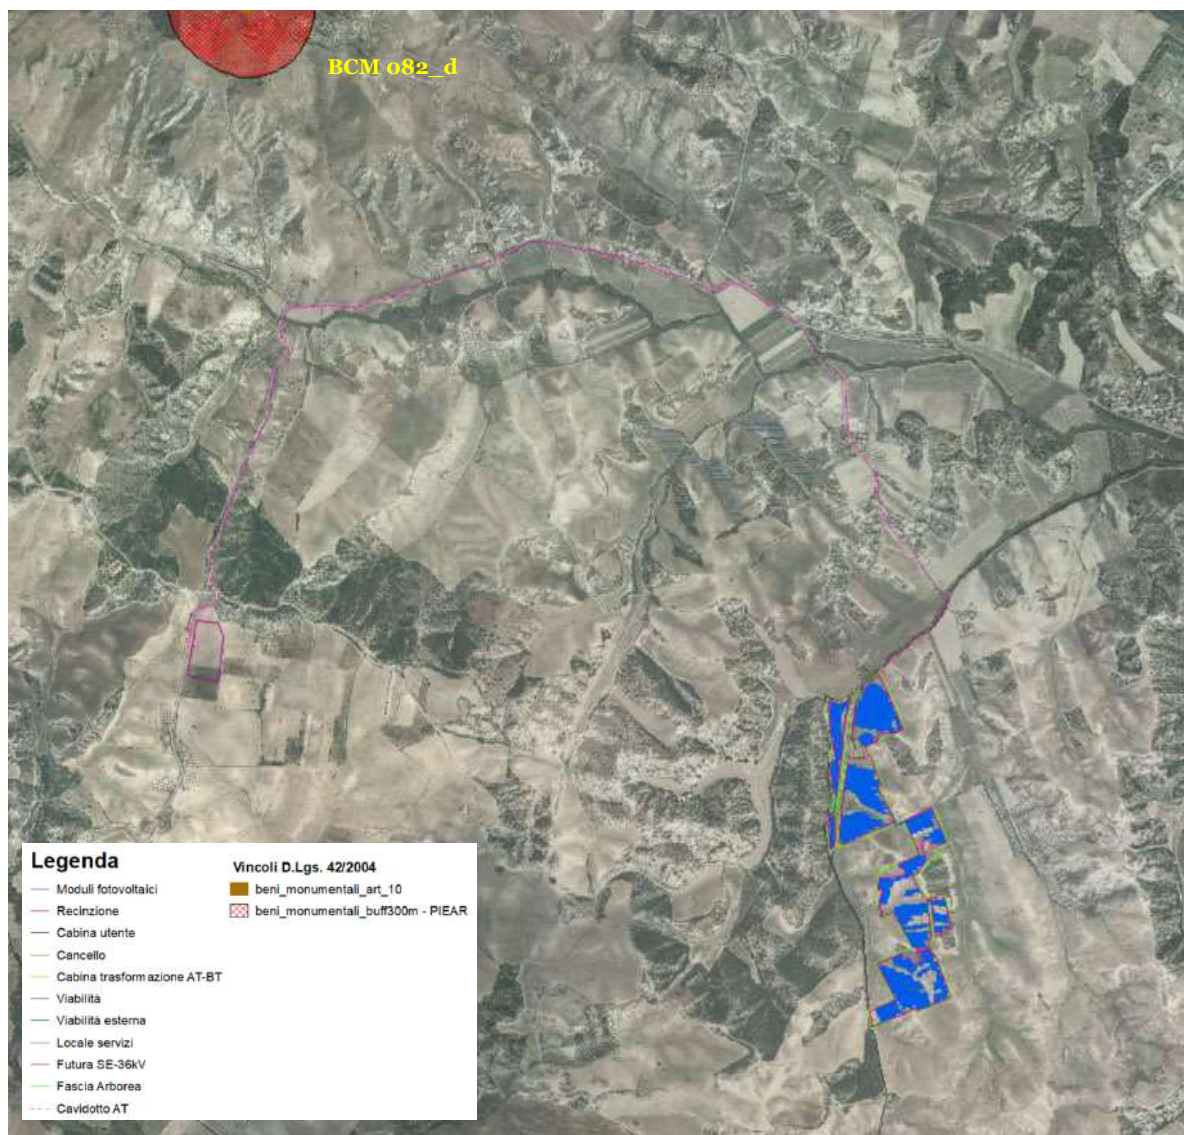 BCM 082_d
Legenda
Moduli fotovoltaici
Recinzione
Cabina utente
Cancello
Cabina trasformazione AT-BT
Viabilità
Viabilità esterna
Locale servizi
Futura SE-36kV
Fascia Arborea
Cavidotto AT
Vincoli D.Lgs. 42/2004
beni_monumentali_art_10
beni_monumentali_buff300m - PIEAR